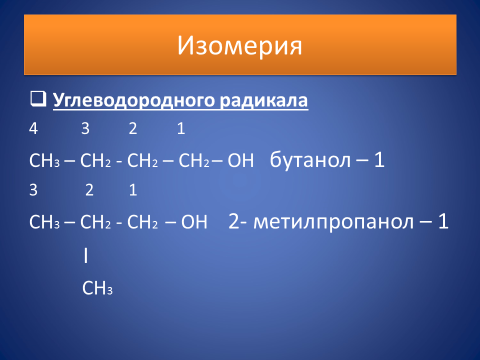 Изомерия
❑ Углеводородного радикала
4 3 2 1
CH₃ – CH₂ - CH₂ – CH₂ – OH бутанол – 1
3 2 1
CH₃ – CH₂ - CH₂ – OH 2- метилпропанол – 1
I
CH₃